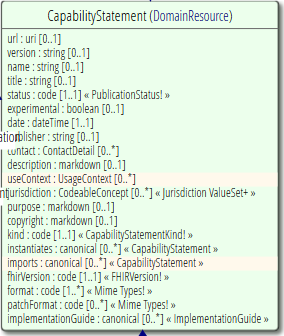 CapabilityStatement (DomainResource)
url : uri [0..1]
version : string [0..1]
name : string [0..1]
title : string [0..1]
status : code [1..1] « PublicationStatus! »
experimental : boolean [0..1]
date : dateTime [1..1]
blisher : string [0..1]
contact : ContactDetail [0..*]
description : markdown [0..1]
useContext : UsageContext [0..*]
jurisdiction : CodeableConcept [0..*] « Jurisdiction ValueSet+ »
purpose : markdown [0..1]
copyright : markdown [0..1]
kind : code [1..1] « CapabilityStatementKind! »
instantiates : canonical [0..*] « CapabilityStatement »
imports : canonical [0..*] « CapabilityStatement »
fhirVersion : code [1..1] « FHIRVersion! »
format : code [1..*] « Mime Types! »
patchFormat : code [0..*] « Mime Types! »
implementationGuide : canonical [0..*] « ImplementationGuide »